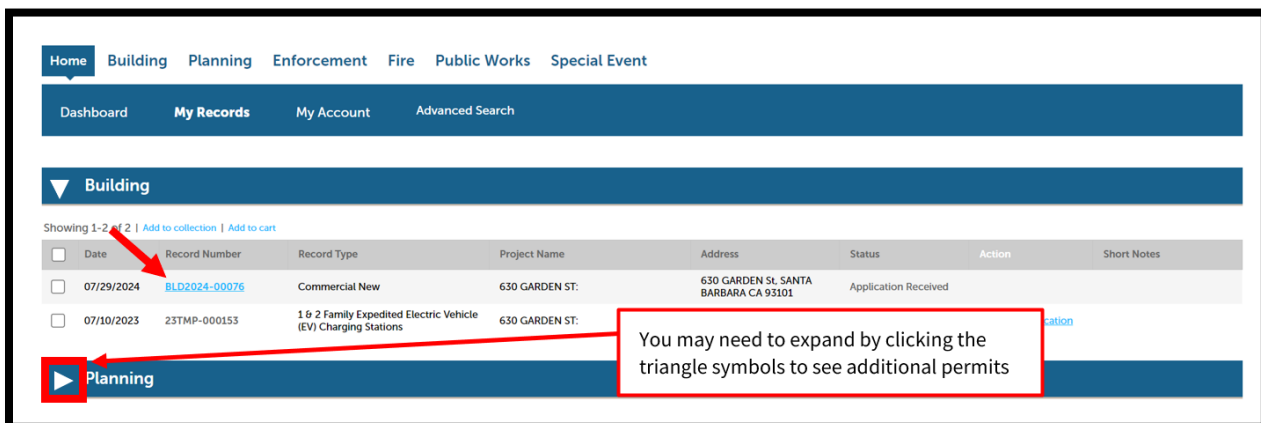 Home Building Planning Enforcement Fire Public Works Special Event
Dashboard My Records My Account Advanced Search
Building
Showing 1-2 of 2 | Add to collection | Add to cart
Date Record Number Record Type Project Name Address Status Action Short Notes
07/29/2024 BLD2024-00076 Commercial New 630 GARDEN ST: 630 GARDEN St, SANTA BARBARA CA 93101 Application Received
07/10/2023 23TMP-000153 1 & 2 Family Expedited Electric Vehicle (EV) Charging Stations 630 GARDEN ST:
You may need to expand by clicking the
triangle symbols to see additional permits
Planning